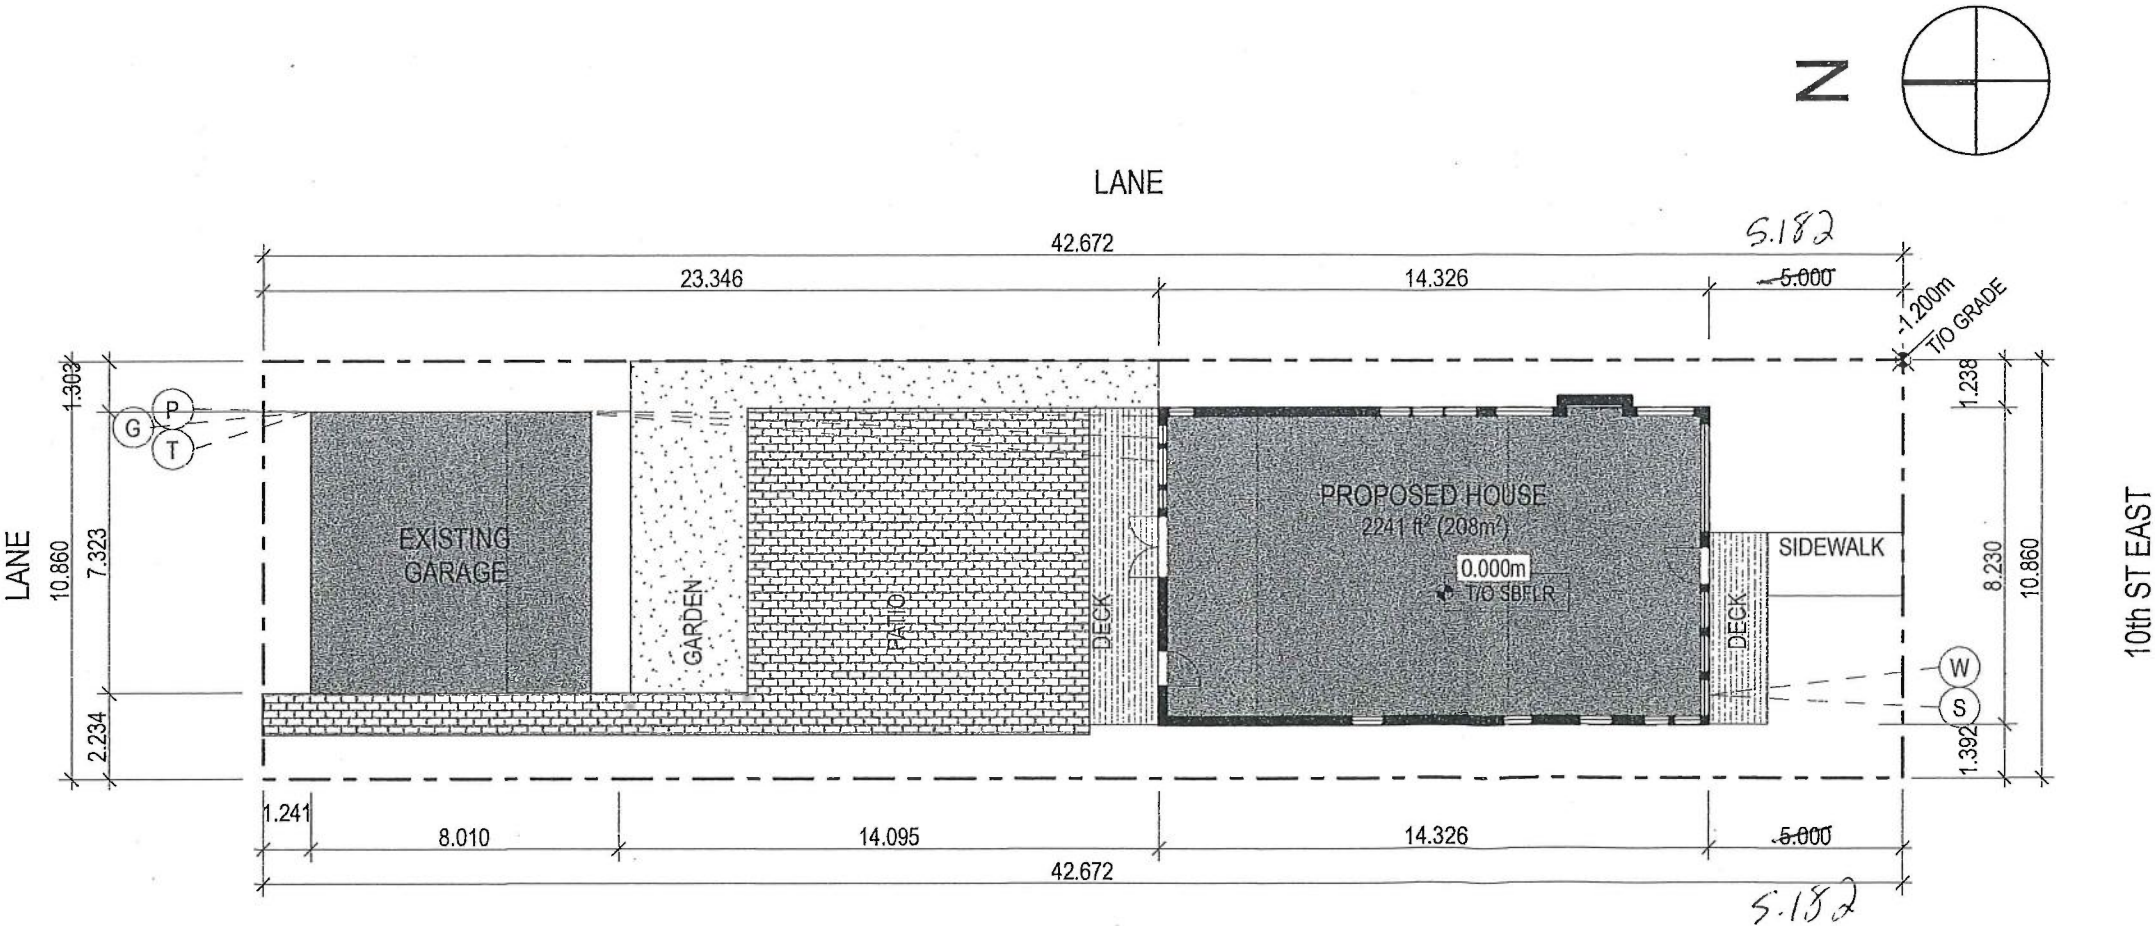 N
LANE
5.182
42.672
23.346
14.326
5.000
-1.200m
T/O GRADE
1.303
1.238
P
G
T
EXISTING
GARAGE
GARDEN
PATIO
DECK
PROPOSED HOUSE
2241 ft² (208m²)
0.000m
T/O SBFLR
DECK
SIDEWALK
W
S
LANE
10.860
7.323
2.234
8.230
10.860
1.392
10th ST EAST
1.241
8.010
14.095
14.326
5.000
42.672
5.182